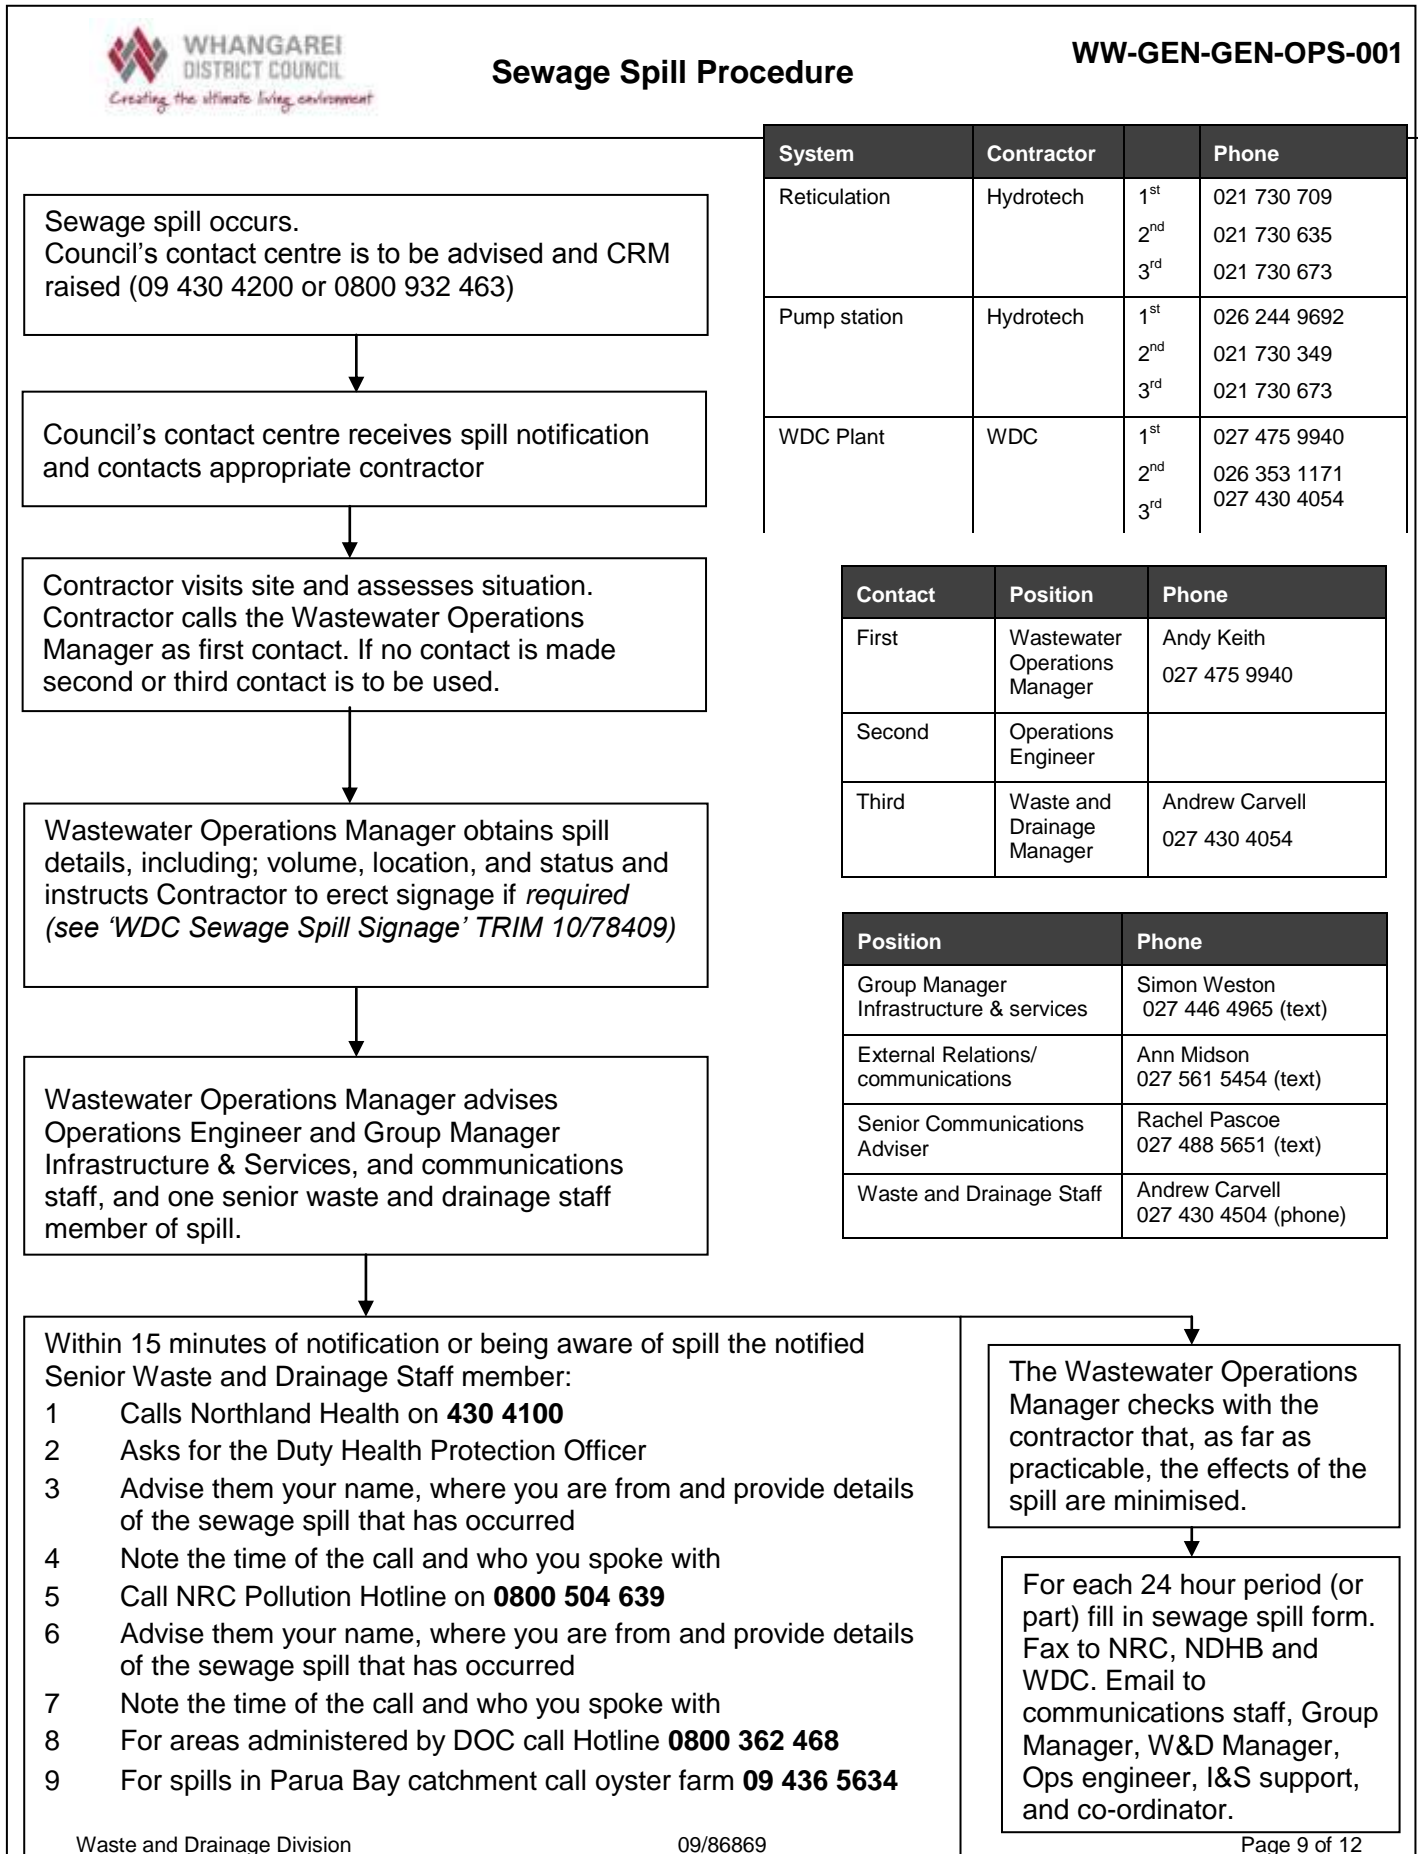 WHANGAREI
DISTRICT COUNCIL
Creating the ultimate living environment
Sewage Spill Procedure
WW-GEN-GEN-OPS-001
System Contractor Phone
Reticulation Hydrotech 1st 021 730 709
2nd 021 730 635
3rd 021 730 673
Pump station Hydrotech 1st 026 244 9692
2nd 021 730 349
3rd 021 730 673
WDC Plant WDC 1st 027 475 9940
2nd 026 353 1171
3rd 027 430 4054
Sewage spill occurs.
Council’s contact centre is to be advised and CRM
raised (09 430 4200 or 0800 932 463)
Council’s contact centre receives spill notification
and contacts appropriate contractor
Contractor visits site and assesses situation.
Contractor calls the Wastewater Operations
Manager as first contact. If no contact is made
second or third contact is to be used.
Contact Position Phone
First Wastewater Andy Keith
Operations
Manager
027 475 9940
Second Operations
Engineer
Third Waste and Andrew Carvell
Drainage
Manager
027 430 4054
Wastewater Operations Manager obtains spill
details, including; volume, location, and status and
instructs Contractor to erect signage if required
(see ‘WDC Sewage Spill Signage’ TRIM 10/78409)
Position Phone
Group Manager Simon Weston
Infrastructure & services 027 446 4965 (text)
External Relations/ Ann Midson
communications 027 561 5454 (text)
Senior Communications Rachel Pascoe
Adviser 027 488 5651 (text)
Waste and Drainage Staff Andrew Carvell
027 430 4504 (phone)
Wastewater Operations Manager advises
Operations Engineer and Group Manager
Infrastructure & Services, and communications
staff, and one senior waste and drainage staff
member of spill.
Within 15 minutes of notification or being aware of spill the notified
Senior Waste and Drainage Staff member:
1 Calls Northland Health on 430 4100
2 Asks for the Duty Health Protection Officer
3 Advise them your name, where you are from and provide details
of the sewage spill that has occurred
4 Note the time of the call and who you spoke with
5 Call NRC Pollution Hotline on 0800 504 639
6 Advise them your name, where you are from and provide details
of the sewage spill that has occurred
7 Note the time of the call and who you spoke with
8 For areas administered by DOC call Hotline 0800 362 468
9 For spills in Parua Bay catchment call oyster farm 09 436 5634
The Wastewater Operations
Manager checks with the
contractor that, as far as
practicable, the effects of the
spill are minimised.
For each 24 hour period (or
part) fill in sewage spill form.
Fax to NRC, NDHB and
WDC. Email to
communications staff, Group
Manager, W&D Manager,
Ops engineer, I&S support,
and co-ordinator.
Waste and Drainage Division 09/86869 Page 9 of 12